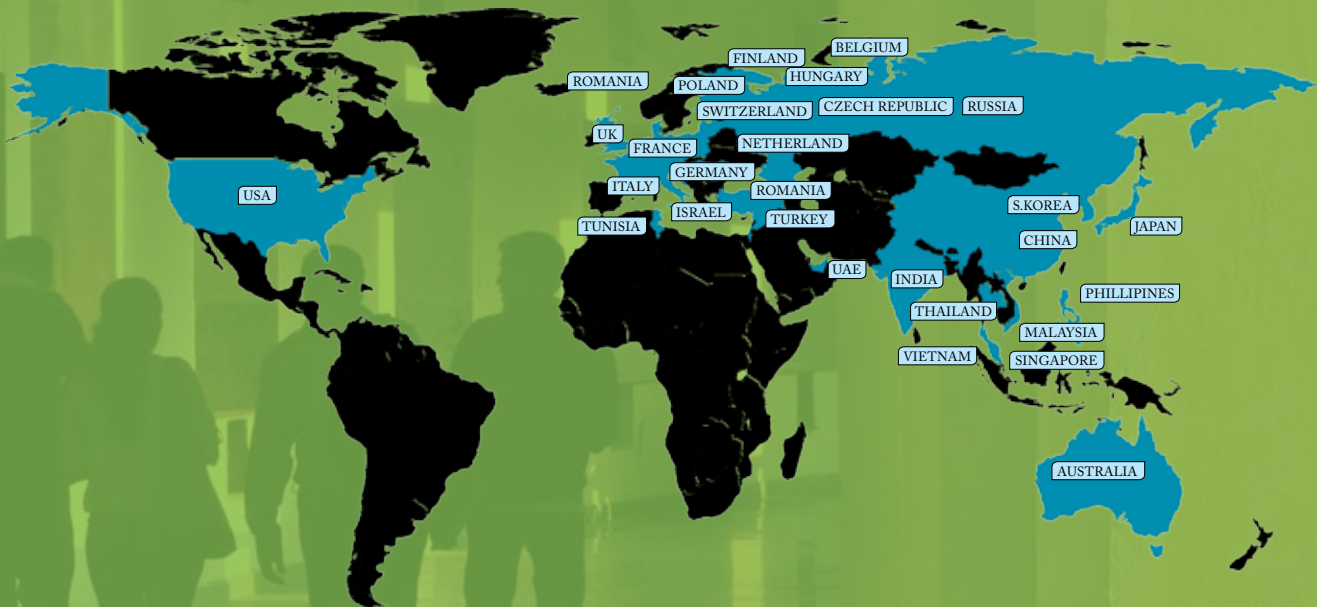 BELGIUM
FINLAND
HUNGARY
ROMANIA
POLAND
SWITZERLAND
CZECH REPUBLIC
RUSSIA
UK
FRANCE
NETHERLAND
GERMANY
ITALY
ROMANIA
USA
ISRAEL
TUNISIA
TURKEY
S.KOREA
JAPAN
CHINA
UAE
INDIA
PHILLIPINES
THAILAND
MALAYSIA
VIETNAM
SINGAPORE
AUSTRALIA